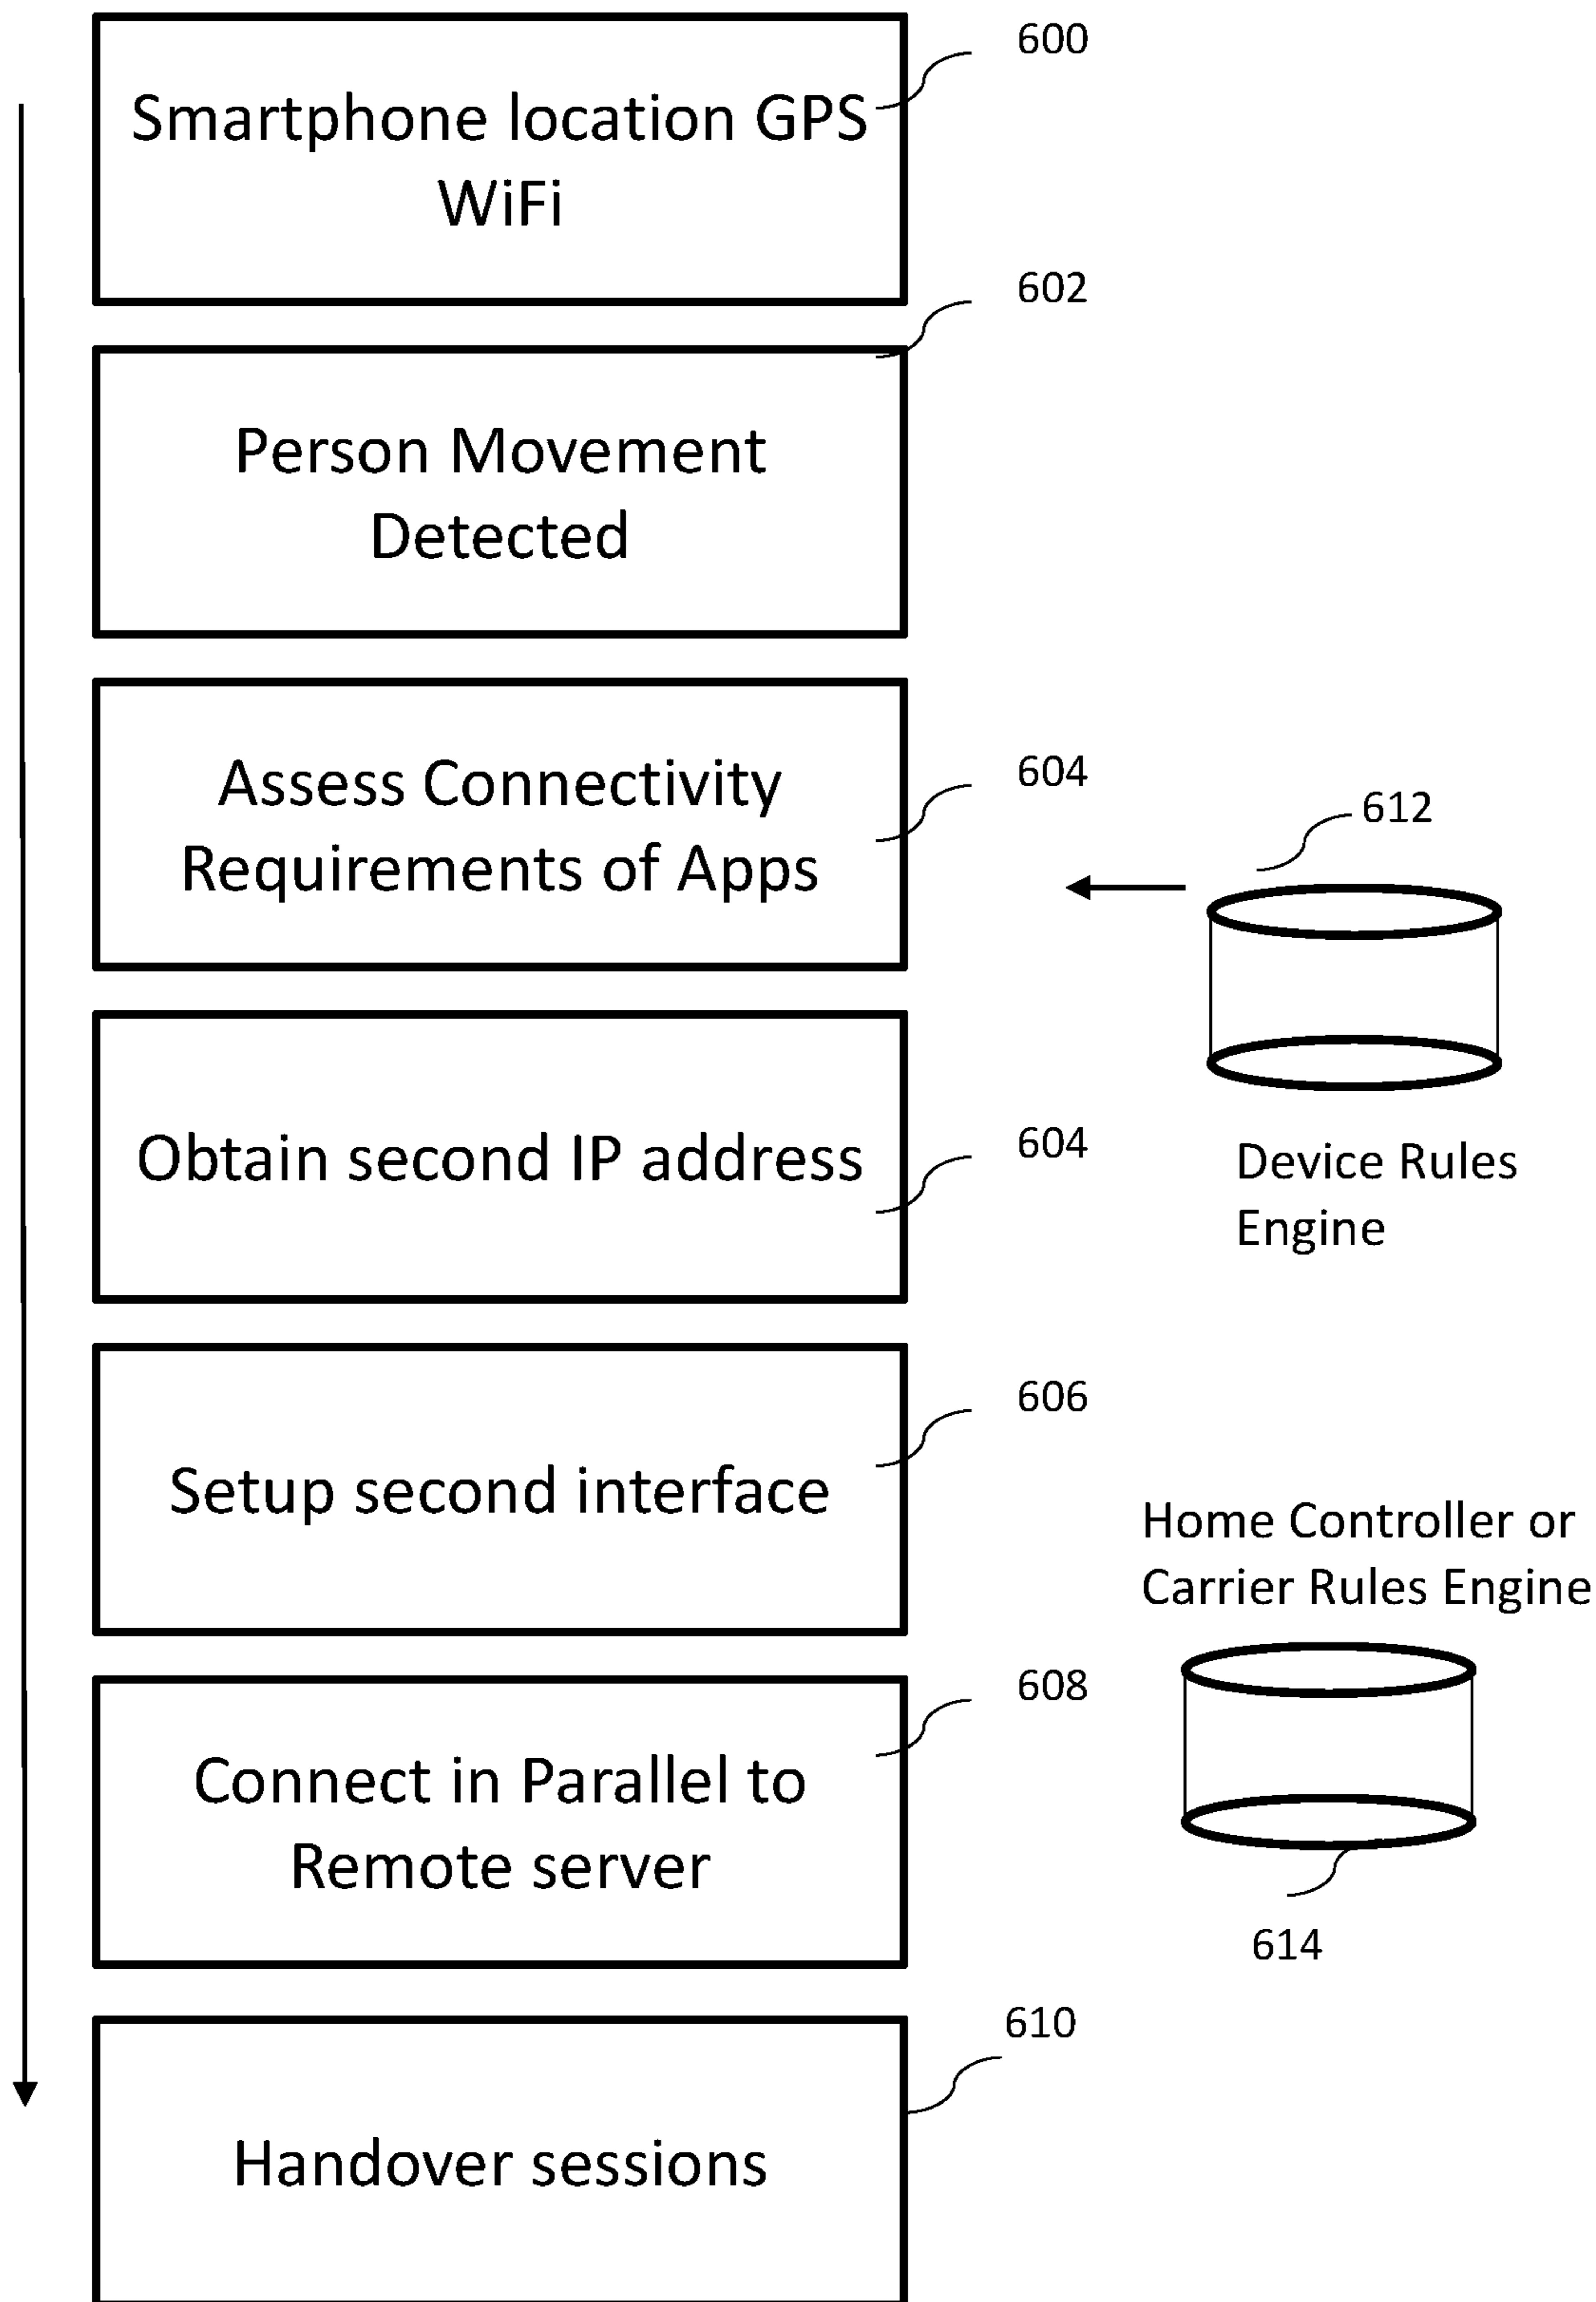 600
Smartphone location GPS
WiFi
602
Person Movement
Detected
604
Assess Connectivity
Requirements of Apps
612
604
Obtain second IP address
Device Rules
Engine
606
Setup second interface
Home Controller or
Carrier Rules Engine
608
Connect in Parallel to
Remote server
614
610
Handover sessions